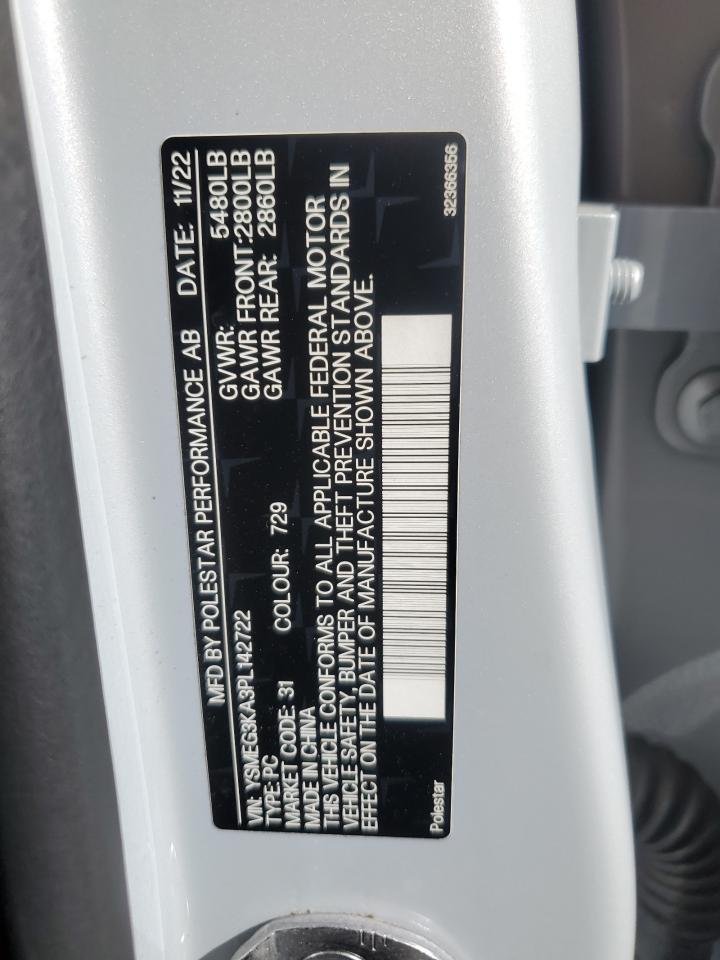 MFD BY POLESTAR PERFORMANCE AB DATE: 11/22
VIN: YSMEG3KA3PL142722 GVWR: 5480LB
TYPE: PC GAWR FRONT:2800LB
MARKET CODE: 31 COLOUR: 729 GAWR REAR: 2860LB
MADE IN CHINA
THIS VEHICLE CONFORMS TO ALL APPLICABLE FEDERAL MOTOR
VEHICLE SAFETY, BUMPER AND THEFT PREVENTION STANDARDS IN
EFFECT ON THE DATE OF MANUFACTURE SHOWN ABOVE.
Polestar 32366356